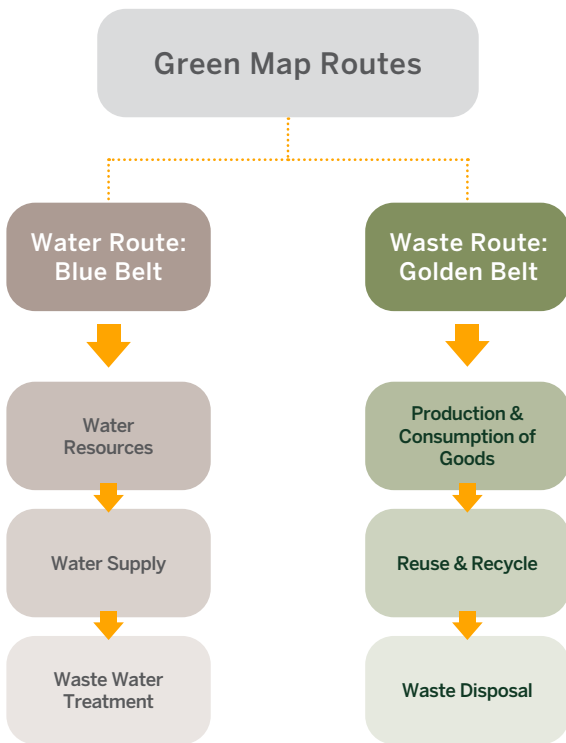 Green Map Routes
Water Route:
Blue Belt
Water
Resources
Water Supply
Waste Water
Treatment
Waste Route:
Golden Belt
Production &
Consumption of
Goods
Reuse & Recycle
Waste Disposal